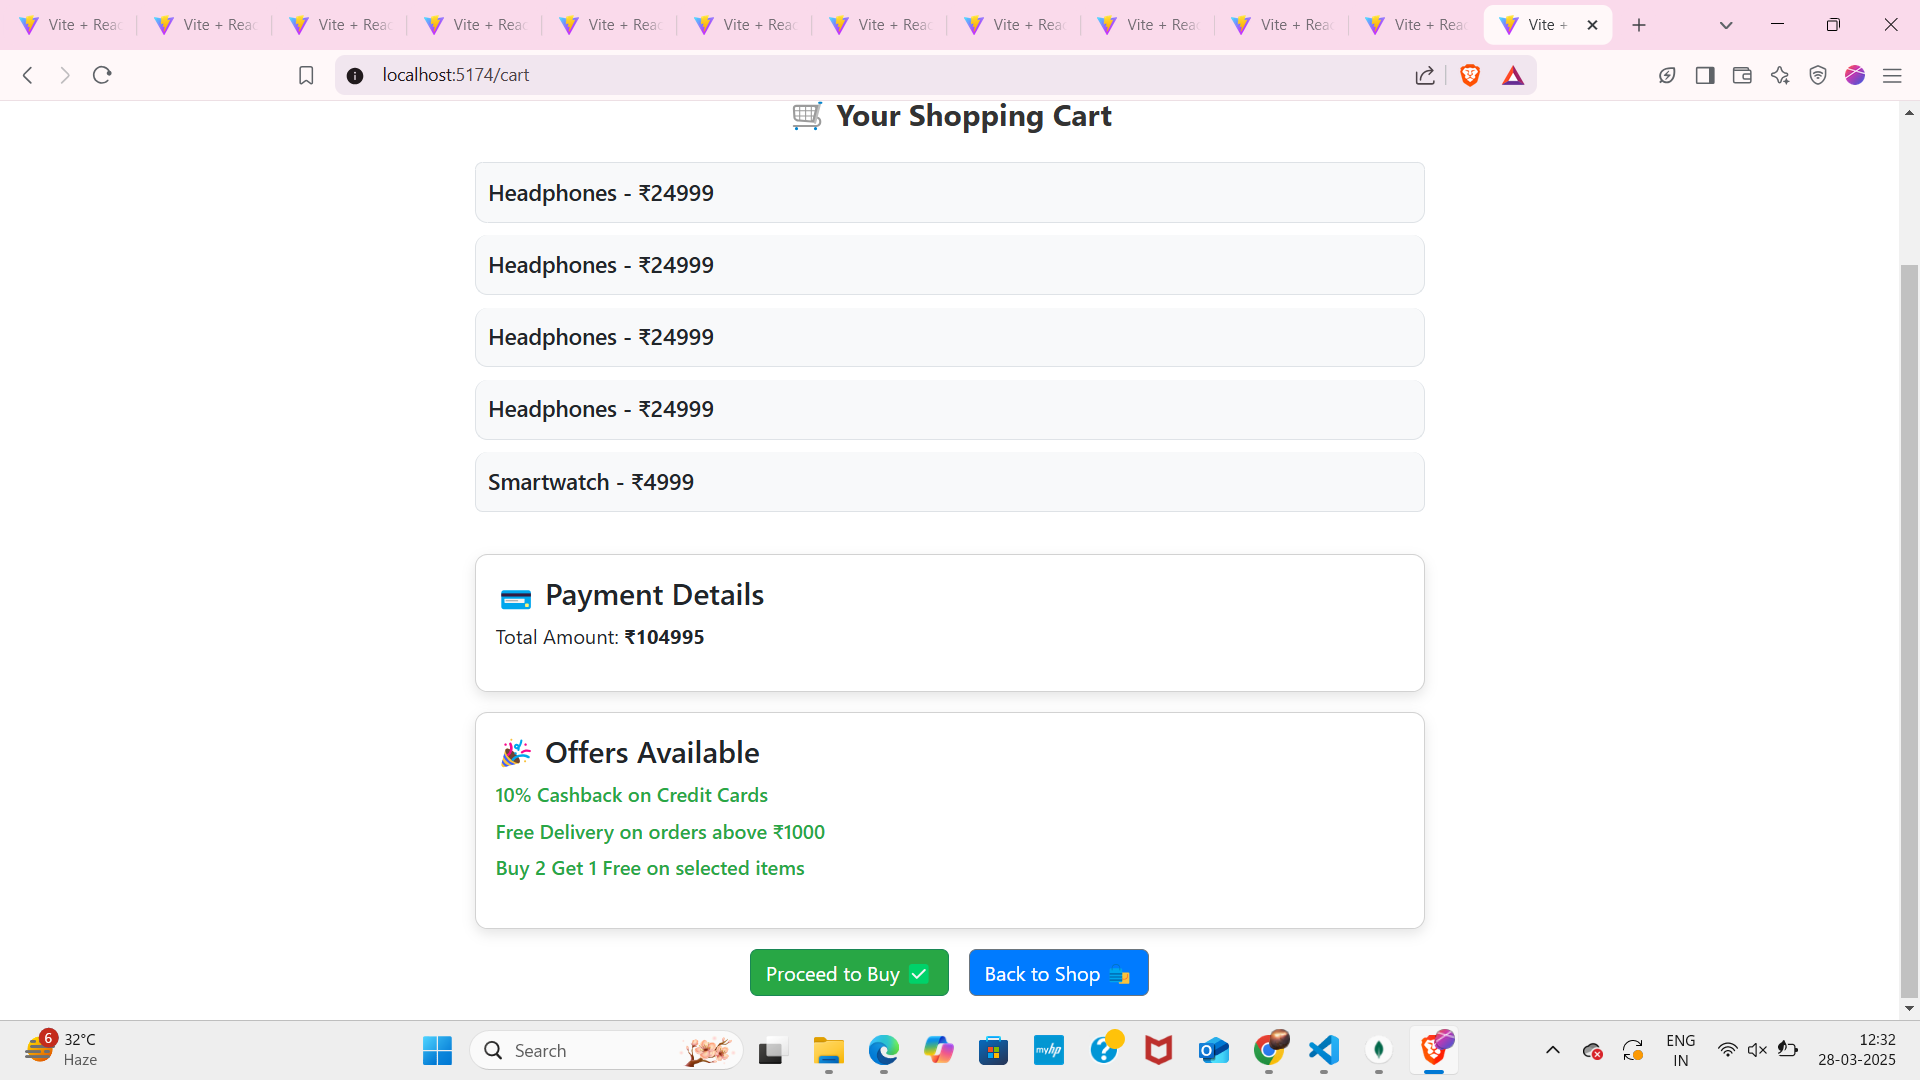 Vite + Reac
Vite + Reac
Vite + Reac
Vite + Reac
Vite + Reac
Vite + Reac
Vite + Reac
Vite + Reac
Vite + Reac
Vite + Reac
Vite + Reac
Vite +
localhost:5174/cart
Your Shopping Cart
Headphones - ₹24999
Headphones - ₹24999
Headphones - ₹24999
Headphones - ₹24999
Smartwatch - ₹4999
Payment Details
Total Amount: ₹104995
Offers Available
10% Cashback on Credit Cards
Free Delivery on orders above ₹1000
Buy 2 Get 1 Free on selected items
Proceed to Buy
Back to Shop
6
32°C
Haze
Search
myhp
ENG
IN
12:32
28-03-2025